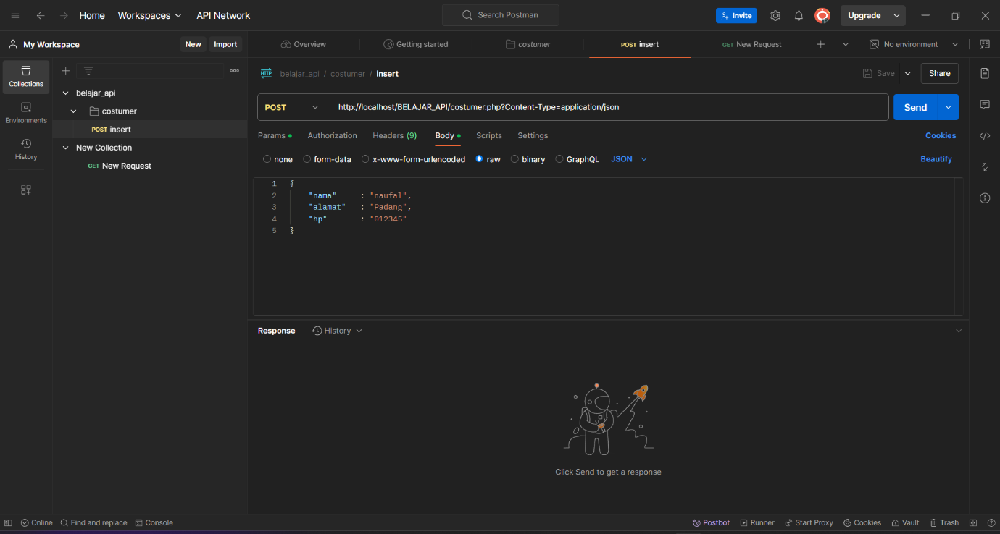 Home Workspaces API Network Search Postman Invite Upgrade
My Workspace New Import Overview Getting started costumer POST insert GET New Request No environment
Collections
Environments
History
belajar_api
costumer
POST insert
New Collection
GET New Request
HTTP belajar_api / costumer / insert Save Share
POST http://localhost/BELAJAR_API/costumer.php?Content-Type=application/json Send
Params Authorization Headers (9) Body Scripts Settings Cookies
none form-data x-www-form-urlencoded raw binary GraphQL JSON Beautify
1 {
2 "nama" : "naufal",
3 "alamat" : "Padang",
4 "hp" : "012345"
5 }
Response History
Click Send to get a response
Online Find and replace Console Postbot Runner Start Proxy Cookies Vault Trash